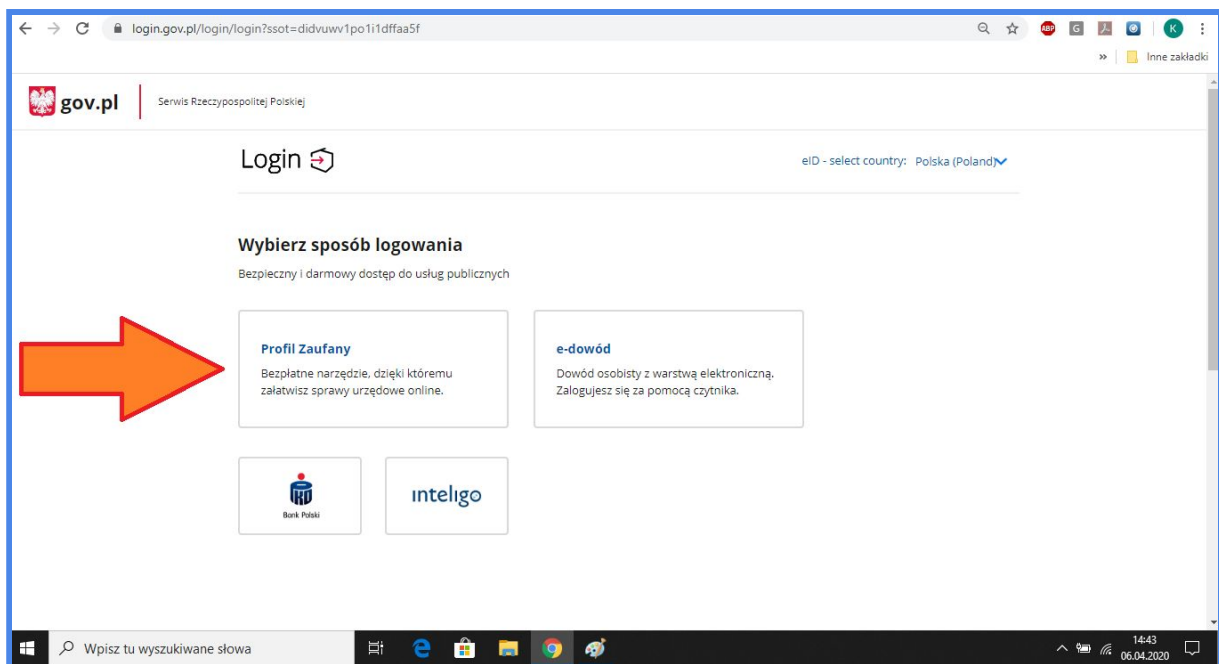 login.gov.pl/login/login?ssot=didvuwv1po1i1dffaa5f
ABP
G
K
» Inne zakładki
gov.pl
Serwis Rzeczypospolitej Polskiej
Login
eID - select country: Polska (Poland)
Wybierz sposób logowania
Bezpieczny i darmowy dostęp do usług publicznych
Profil Zaufany
Bezpłatne narzędzie, dzięki któremu
załatwisz sprawy urzędowe online.
e-dowód
Dowód osobisty z warstwą elektroniczną.
Zalogujesz się za pomocą czytnika.
PKO
Bank Polski
inteligo
Wpisz tu wyszukiwane słowa
14:43
06.04.2020